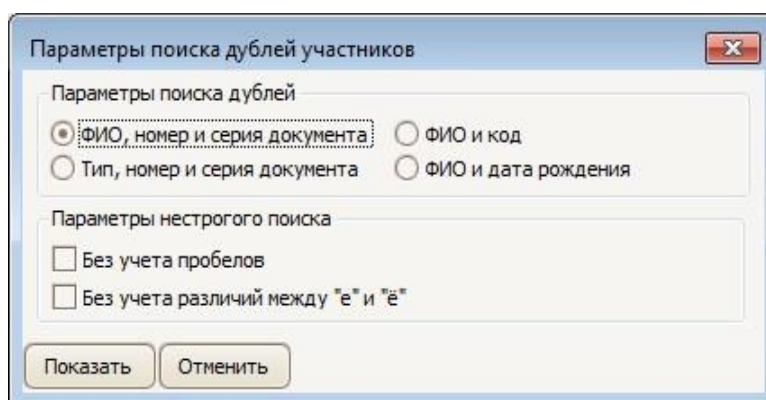 Параметры поиска дублей участников
Параметры поиска дублей
ФИО, номер и серия документа ФИО и код
Тип, номер и серия документа ФИО и дата рождения
Параметры нестрогого поиска
Без учета пробелов
Без учета различий между "е" и "ё"
Показать Отменить